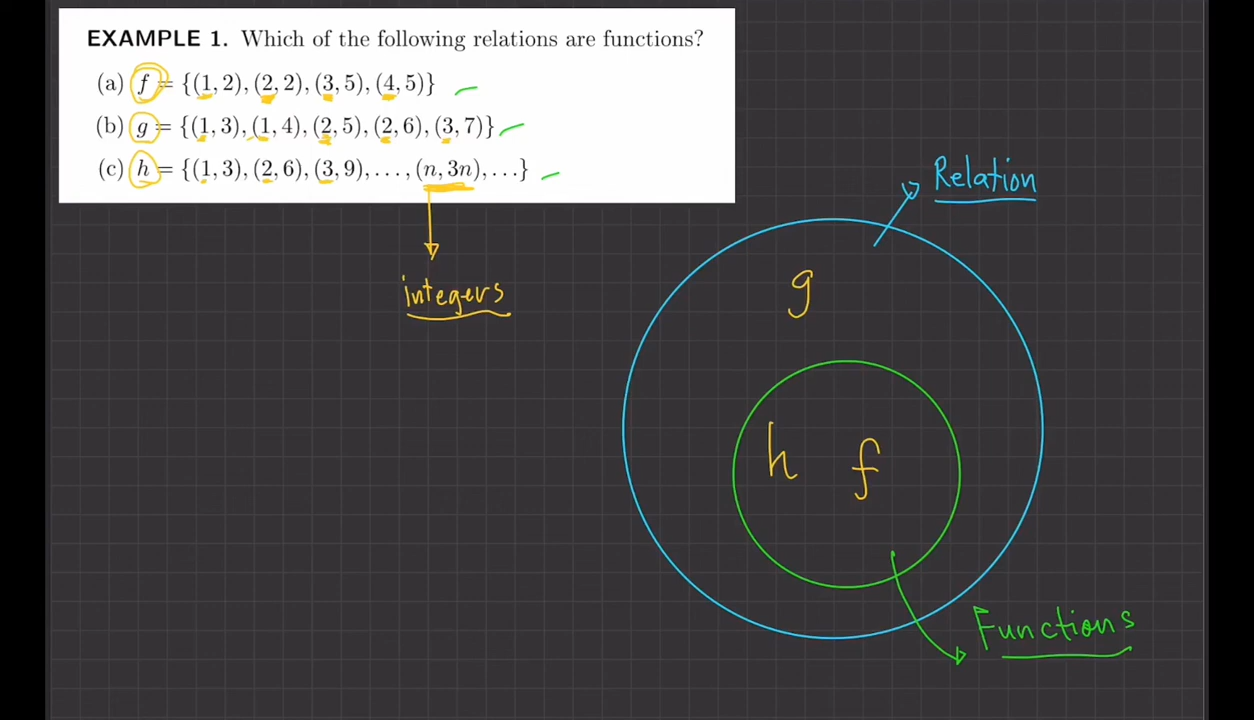 EXAMPLE 1. Which of the following relations are functions?
(a) f = {(1, 2), (2, 2), (3, 5), (4, 5)}
(b) g = {(1, 3), (1, 4), (2, 5), (2, 6), (3, 7)}
(c) h = {(1, 3), (2, 6), (3, 9), . . . , (n, 3n), . . .}
Relation
integers
g
h f
Functions